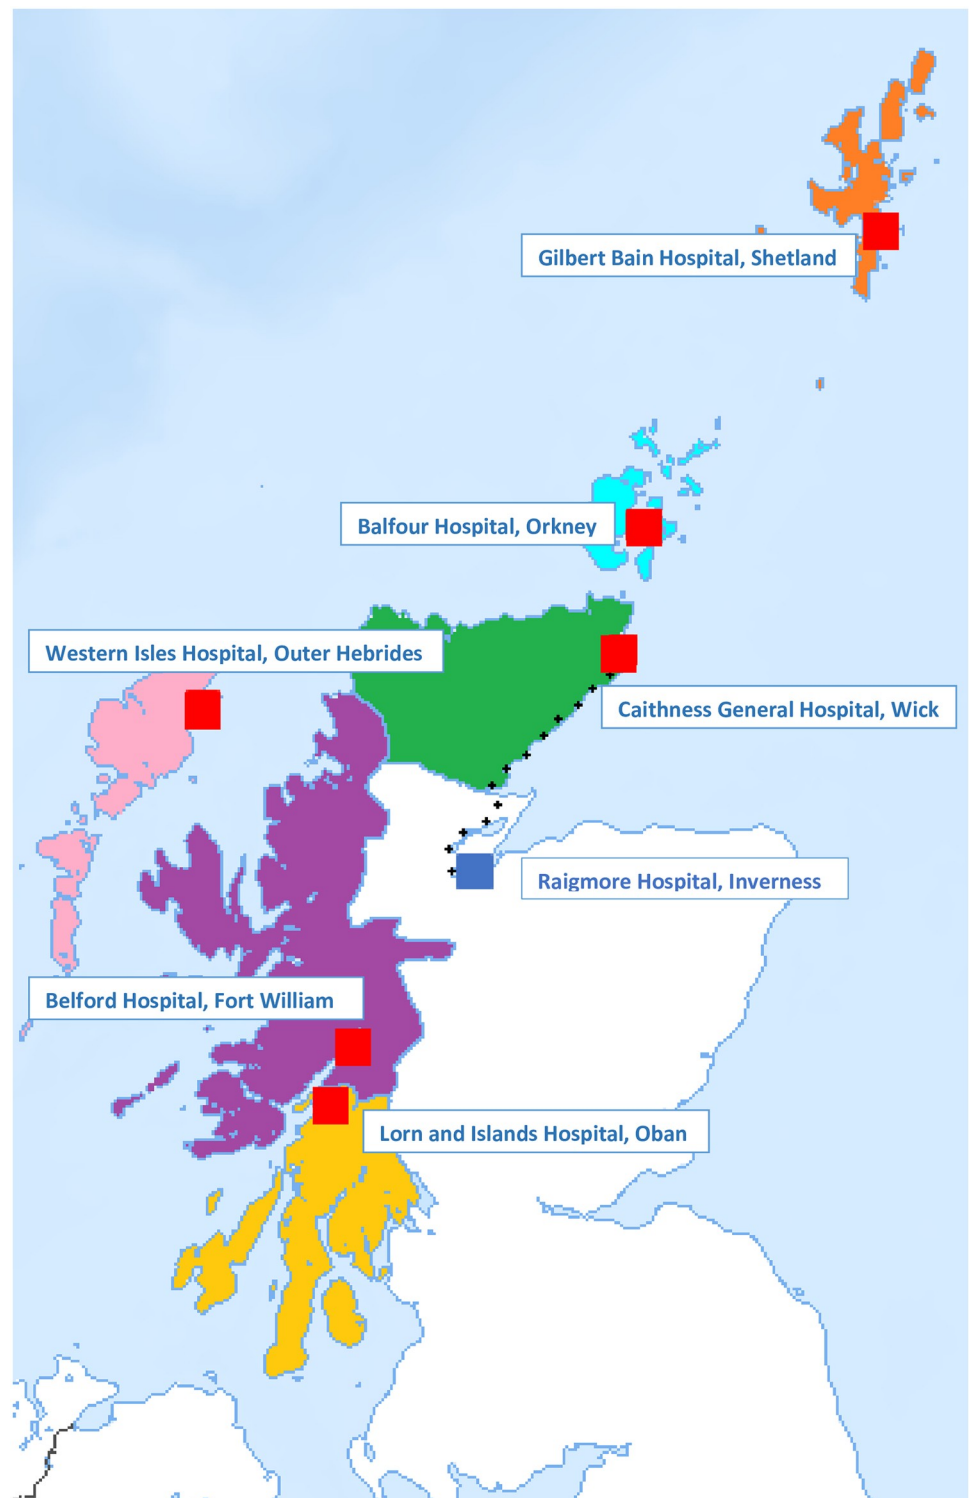 Gilbert Bain Hospital, Shetland
Balfour Hospital, Orkney
Western Isles Hospital, Outer Hebrides
Caithness General Hospital, Wick
Raigmore Hospital, Inverness
Belford Hospital, Fort William
Lorn and Islands Hospital, Oban